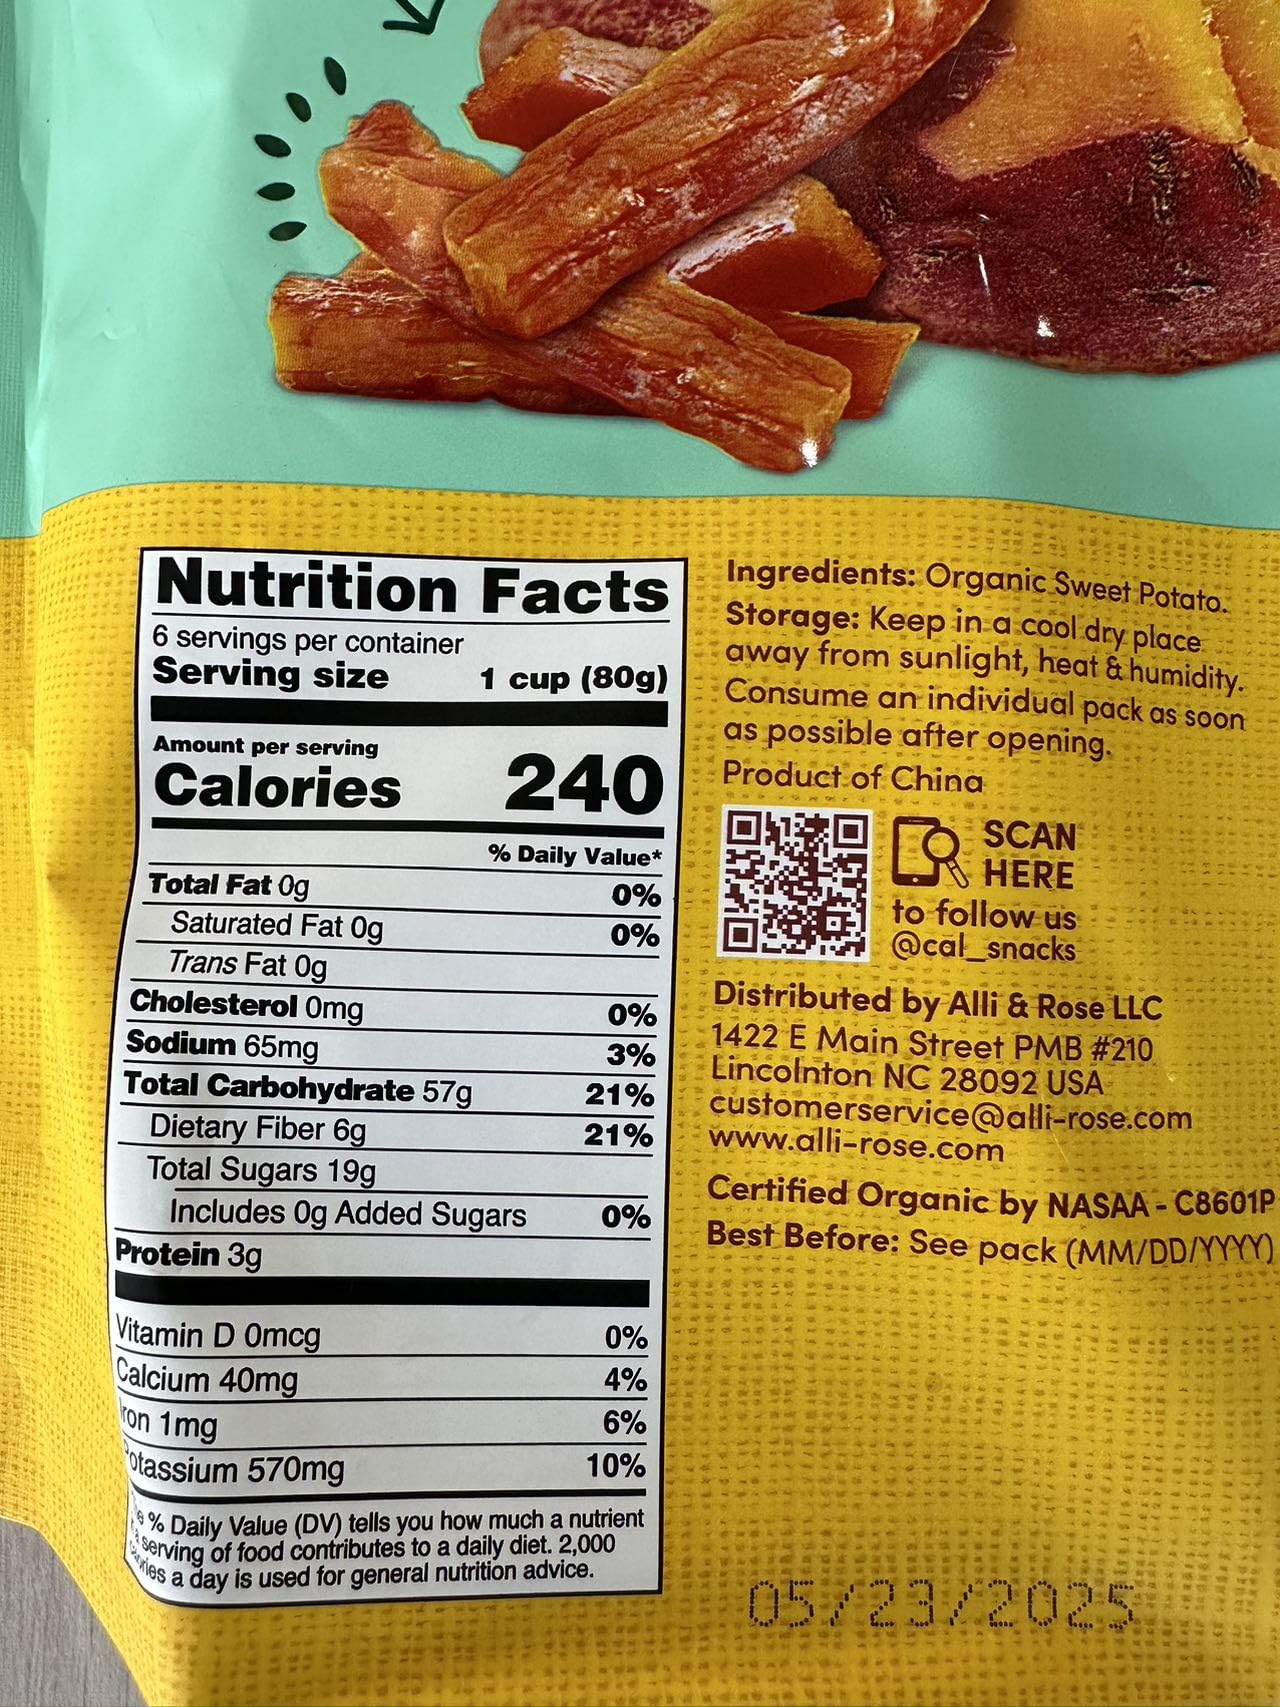 Nutrition Facts
6 servings per container
Serving size 1 cup (80g)
Amount per serving
Calories 240
% Daily Value*
Total Fat 0g 0%
Saturated Fat 0g 0%
Trans Fat 0g
Cholesterol 0mg 0%
Sodium 65mg 3%
Total Carbohydrate 57g 21%
Dietary Fiber 6g 21%
Total Sugars 19g
Includes 0g Added Sugars 0%
Protein 3g
Vitamin D 0mcg 0%
Calcium 40mg 4%
ron 1mg 6%
otassium 570mg 10%
% Daily Value (DV) tells you how much a nutrient
a serving of food contributes to a daily diet. 2,000
calories a day is used for general nutrition advice.
Ingredients: Organic Sweet Potato.
Storage: Keep in a cool dry place
away from sunlight, heat & humidity.
Consume an individual pack as soon
as possible after opening.
Product of China
SCAN
HERE
to follow us
@cal_snacks
Distributed by Alli & Rose LLC
1422 E Main Street PMB #210
Lincolnton NC 28092 USA
customerservice@alli-rose.com
www.alli-rose.com
Certified Organic by NASAA - C8601P
Best Before: See pack (MM/DD/YYYY)
05/23/2025